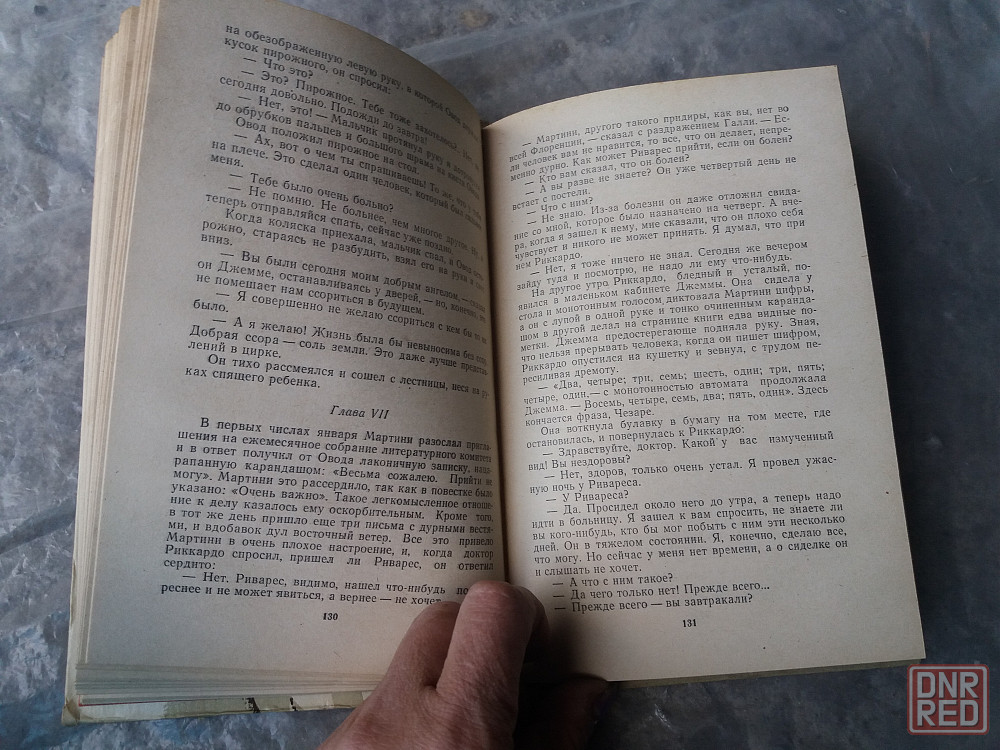 на обезображенную левую руку, в которой Овод
кусок пирожного, он спросил:
— Что это?
— Это? Пирожное. Тебе тоже захотелось?
сегодня довольно. Подожди до завтра!
— Нет, это! — Мальчик протянул руку и
до обрубков пальцев и большого шрама на кисти
Овод положил пирожное на стол.
— Ах, вот о чем ты спрашиваешь! То же, что у тебя
на плече. Это сделал один человек, который был сильнее
меня.
— Тебе было очень больно?
— Не помню. Не больнее, чем многое другое. Ну, а
теперь отправляйся спать, сейчас уже поздно.
Когда коляска приехала, мальчик спал, и Овод
рожно, стараясь не разбудить, взял его на руки и снес
вниз.
— Вы были сегодня моим добрым ангелом, — сказал
он Джемме, останавливаясь у дверей, — но, конечно, это
не помешает нам ссориться в будущем.
— Я совершенно не желаю ссориться с кем бы то ни
было.
— А я желаю! Жизнь была бы невыносима без ссор.
Добрая ссора — соль земли. Это даже лучше представ-
лений в цирке.
Он тихо рассмеялся и сошел с лестницы, неся на ру-
ках спящего ребенка.
Глава VII
В первых числах января Мартини разослал пригла-
шения на ежемесячное собрание литературного комитета
и в ответ получил от Овода лаконичную записку, наца-
рапанную карандашом: «Весьма сожалею. Прийти не
могу». Мартини это рассердило, так как в повестке было
указано: «Очень важно». Такое легкомысленное отноше-
ние к делу казалось ему оскорбительным. Кроме того,
в тот же день пришло еще три письма с дурными вестя-
ми, и вдобавок дул восточный ветер. Все это привело
Мартини в очень плохое настроение, и, когда доктор
Риккардо спросил, пришел ли Риварес, он ответил
сердито:
— Нет. Риварес, видимо, нашел что-нибудь
реснее и не может явиться, а вернее — не хочет.
130
— Мартини, другого такого придиры, как вы, нет во
всей Флоренции, — сказал с раздражением Галли. — Ес-
ли человек вам не нравится, то все, что он делает, непре-
менно дурно. Как может Риварес прийти, если он болен?
— Кто вам сказал, что он болен?
— А вы разве не знаете? Он уже четвертый день не
встает с постели.
— Что с ним?
— Не знаю. Из-за болезни он даже отложил свида-
ние со мной, которое было назначено на четверг. А вче-
ра, когда я зашел к нему, мне сказали, что он плохо себя
чувствует и никого не может принять. Я думал, что при
нем Риккардо.
— Нет, я тоже ничего не знал. Сегодня же вечером
зайду туда и посмотрю, не надо ли ему что-нибудь.
На другое утро Риккардо, бледный и усталый, по-
явился в маленьком кабинете Джеммы. Она сидела у
стола и монотонным голосом диктовала Мартини цифры,
а он с лупой в одной руке и тонко очиненным каранда-
шом в другой делал на странице книги едва видные по-
метки. Джемма предостерегающе подняла руку. Зная,
что нельзя прерывать человека, когда он пишет шифром,
Риккардо опустился на кушетку и зевнул, с трудом пе-
ресиливая дремоту.
— «Два, четыре; три, семь; шесть, один; три, пять;
четыре, один,— с монотонностью автомата продолжала
Джемма. — Восемь, четыре, семь, два; пять, один». Здесь
кончается фраза, Чезаре.
Она воткнула булавку в бумагу на том месте, где
остановилась, и повернулась к Риккардо:
— Здравствуйте, доктор. Какой у вас измученный
вид! Вы нездоровы?
— Нет, здоров, только очень устал. Я провел ужас-
ную ночь у Ривареса.
— У Ривареса?
— Да. Просидел около него до утра, а теперь надо
идти в больницу. Я зашел к вам спросить, не знаете ли
вы кого-нибудь, кто бы мог побыть с ним эти несколько
дней. Он в тяжелом состоянии. Я, конечно, сделаю все,
что могу. Но сейчас у меня нет времени, а о сиделке он
и слышать не хочет.
— А что с ним такое?
— Да чего только нет! Прежде всего...
— Прежде всего — вы завтракали?
131
DNR
RED